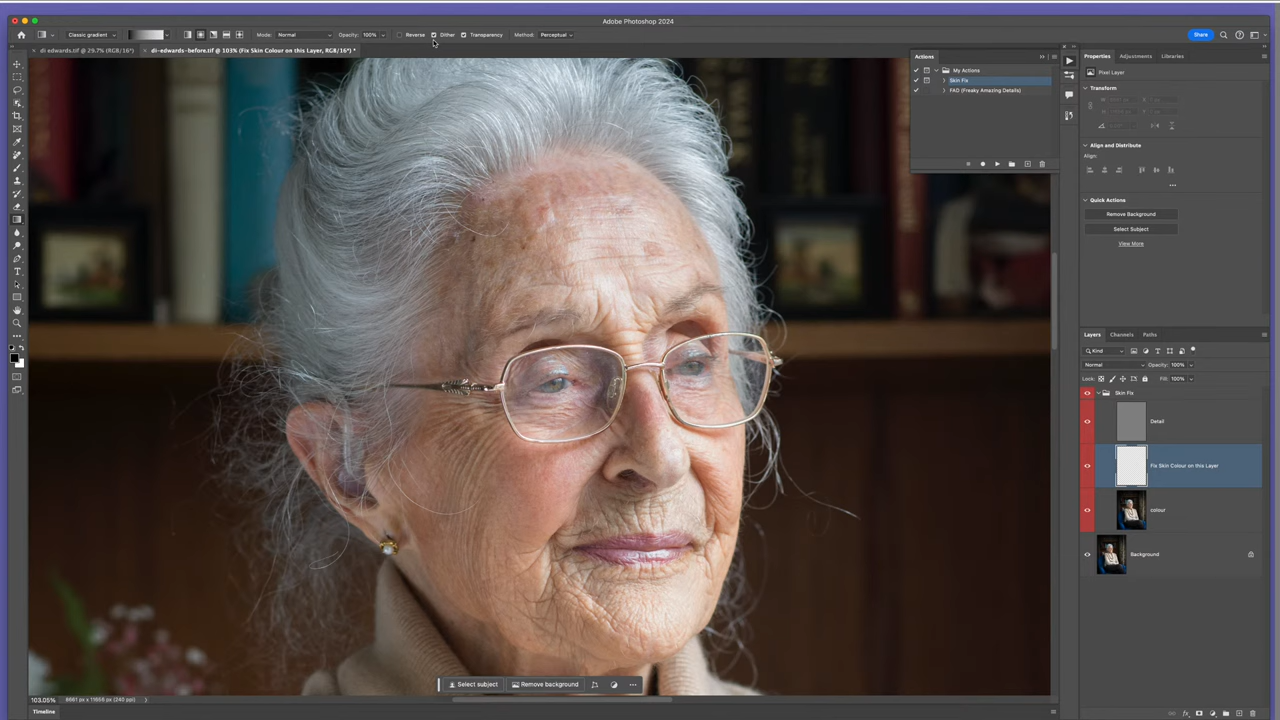 Adobe Photoshop 2024
Classic gradient Mode: Normal Opacity: 100% Reverse Dither Transparency Method: Perceptual Share
di edwards.tif @ 29.7% (RGB/16*) di-edwards-before.tif @ 103% (Fix Skin Colour on this Layer, RGB/16*) *
Actions
My Actions
Skin Fix
FAD (Freaky Amazing Details)
Properties Adjustments Libraries
Pixel Layer
Transform
Align and Distribute
Align:
Quick Actions
Remove Background
Select Subject
View More
Layers Channels Paths
Kind
Normal Opacity: 100%
Lock: Fill: 100%
Skin Fix
Detail
Fix Skin Colour on this Layer
colour
Background
Select subject Remove background
103.05%
Timeline